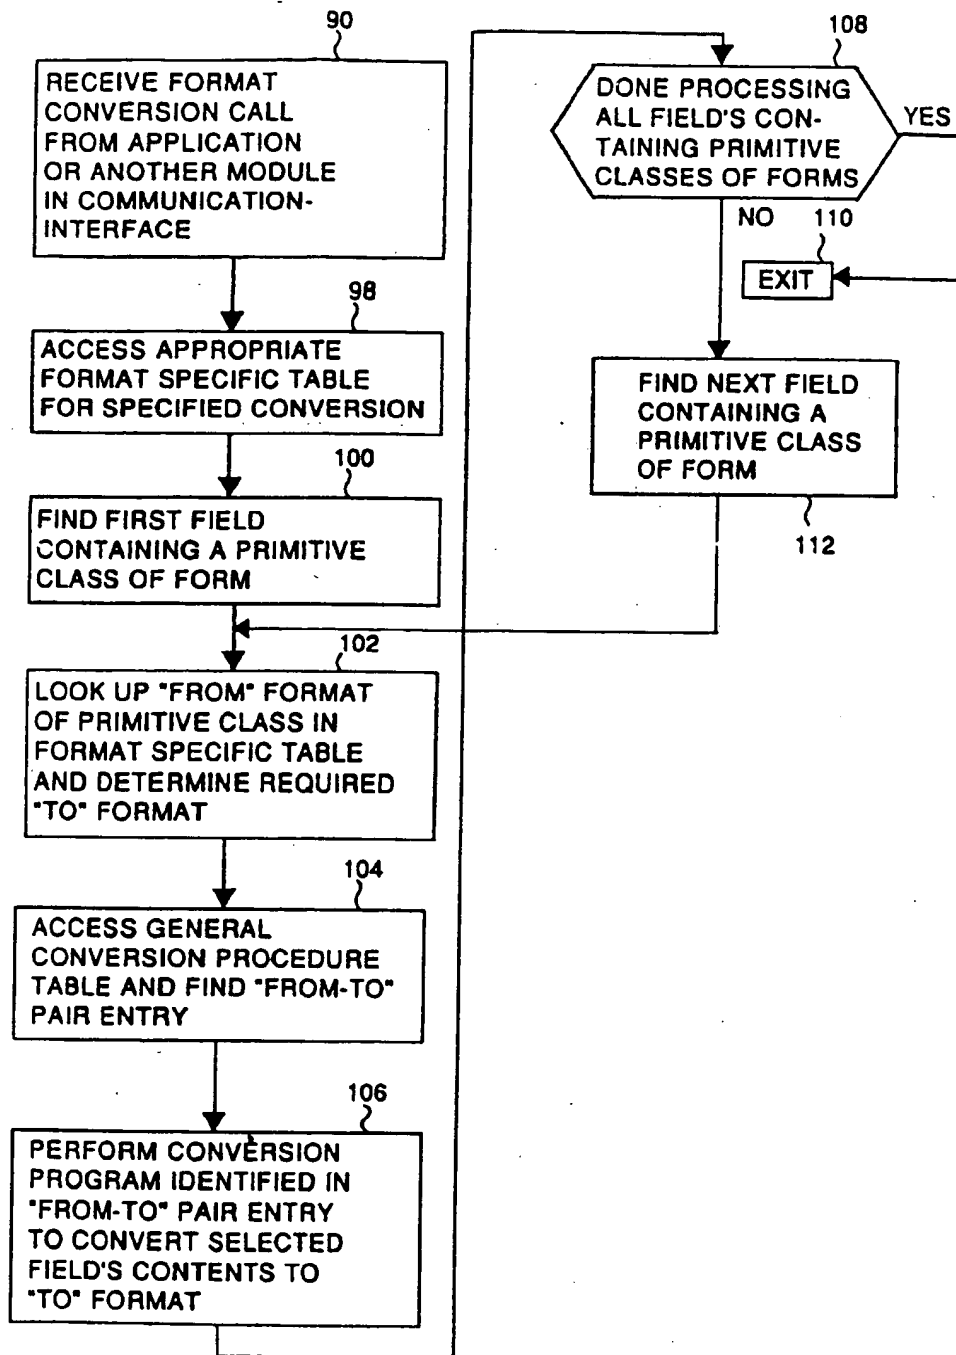 90
RECEIVE FORMAT
CONVERSION CALL
FROM APPLICATION
OR ANOTHER MODULE
IN COMMUNICATION-
INTERFACE
98
ACCESS APPROPRIATE
FORMAT SPECIFIC TABLE
FOR SPECIFIED CONVERSION
100
FIND FIRST FIELD
CONTAINING A PRIMITIVE
CLASS OF FORM
102
LOOK UP "FROM" FORMAT
OF PRIMITIVE CLASS IN
FORMAT SPECIFIC TABLE
AND DETERMINE REQUIRED
"TO" FORMAT
104
ACCESS GENERAL
CONVERSION PROCEDURE
TABLE AND FIND "FROM-TO"
PAIR ENTRY
106
PERFORM CONVERSION
PROGRAM IDENTIFIED IN
"FROM-TO" PAIR ENTRY
TO CONVERT SELECTED
FIELD'S CONTENTS TO
"TO" FORMAT
108
DONE PROCESSING
ALL FIELD'S CON-
TAINING PRIMITIVE
CLASSES OF FORMS
YES
NO
110
EXIT
FIND NEXT FIELD
CONTAINING A
PRIMITIVE CLASS
OF FORM
112